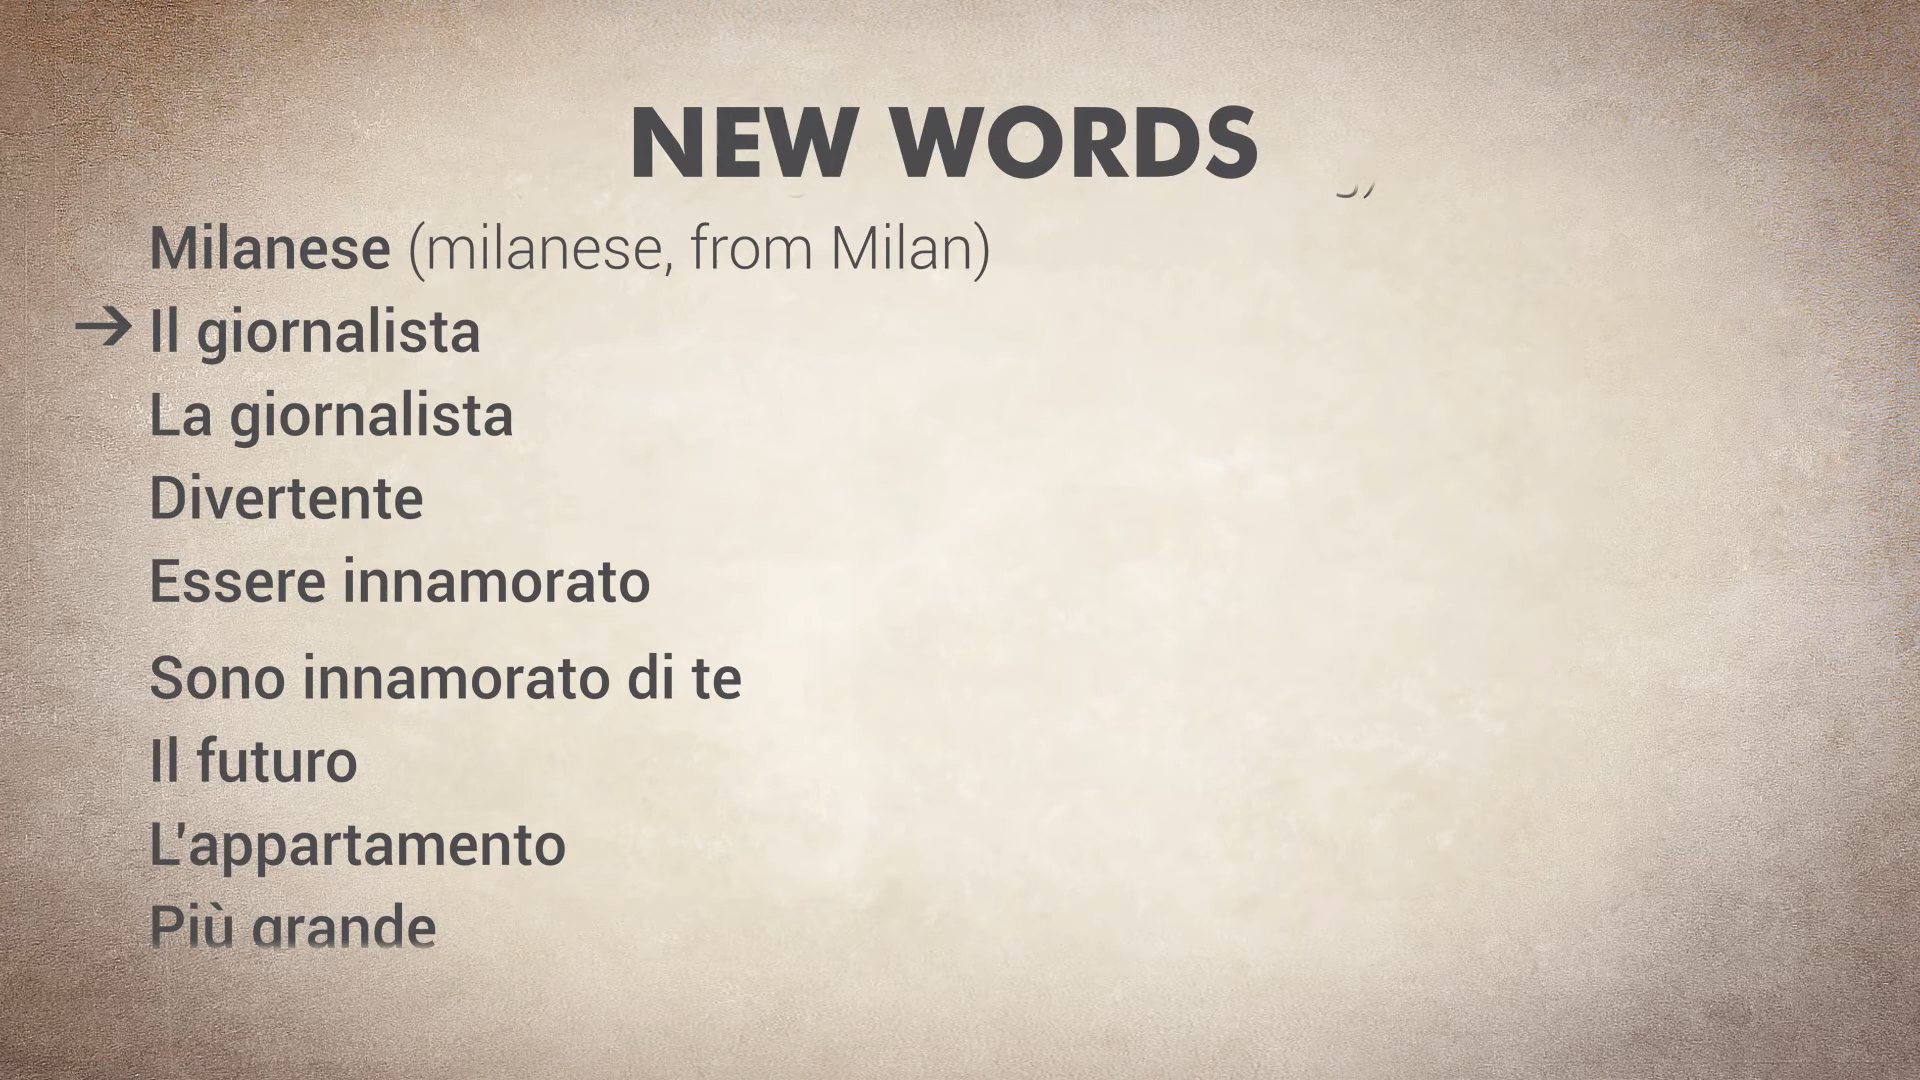 NEW WORDS
Milanese (milanese, from Milan)
→ Il giornalista
La giornalista
Divertente
Essere innamorato
Sono innamorato di te
Il futuro
L'appartamento
Più grande